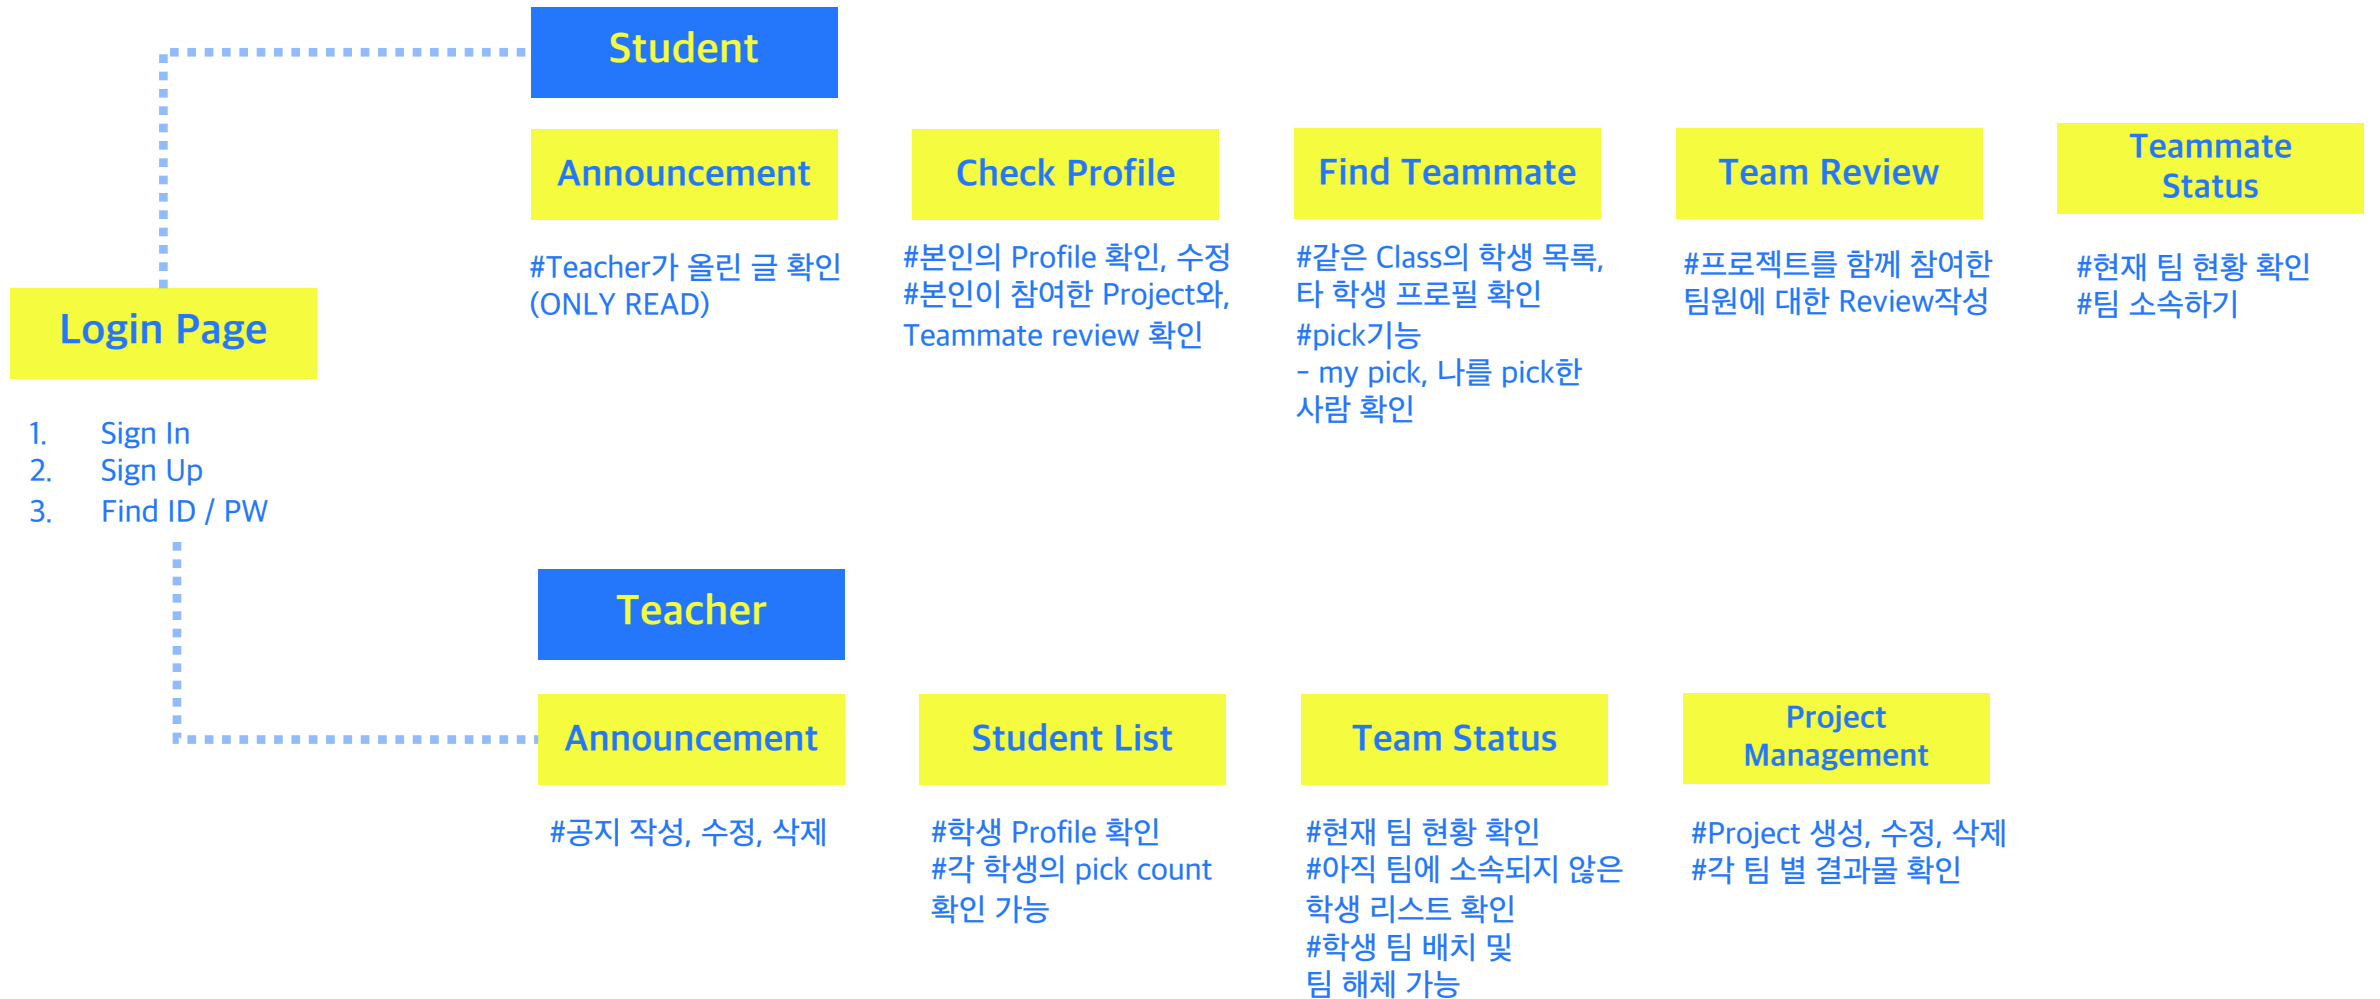 Student
Announcement
#Teacher가 올린 글 확인
(ONLY READ)
Check Profile
#본인의 Profile 확인, 수정
#본인이 참여한 Project와,
Teammate review 확인
Find Teammate
#같은 Class의 학생 목록,
타 학생 프로필 확인
#pick기능
- my pick, 나를 pick한
사람 확인
Team Review
#프로젝트를 함께 참여한
팀원에 대한 Review작성
Teammate
Status
#현재 팀 현황 확인
#팀 소속하기
Login Page
1. Sign In
2. Sign Up
3. Find ID / PW
Teacher
Announcement
#공지 작성, 수정, 삭제
Student List
#학생 Profile 확인
#각 학생의 pick count
확인 가능
Team Status
#현재 팀 현황 확인
#아직 팀에 소속되지 않은
학생 리스트 확인
#학생 팀 배치 및
팀 해체 가능
Project
Management
#Project 생성, 수정, 삭제
#각 팀 별 결과물 확인